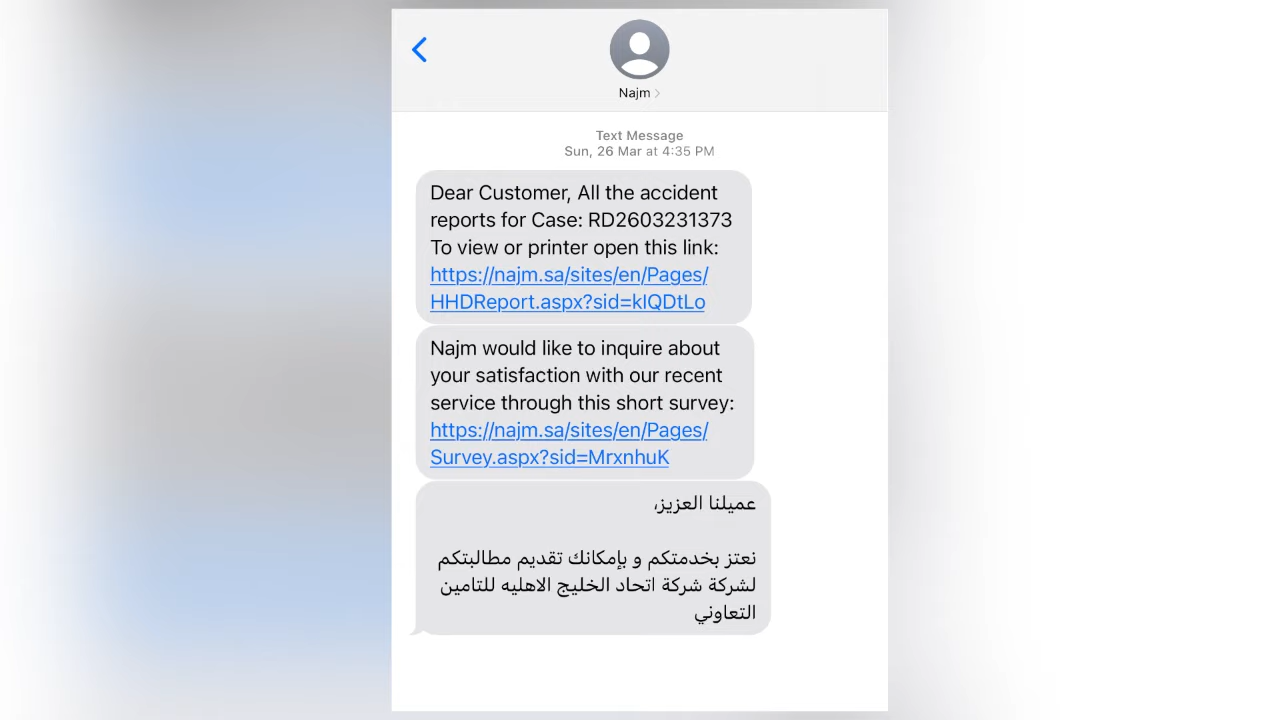 Najm
Text Message
Sun, 26 Mar at 4:35 PM
Dear Customer, All the accident
reports for Case: RD2603231373
To view or printer open this link:
https://najm.sa/sites/en/Pages/
HHDReport.aspx?sid=klQDtLo
Najm would like to inquire about
your satisfaction with our recent
service through this short survey:
https://najm.sa/sites/en/Pages/
Survey.aspx?sid=MrxnhuK
عميلنا العزيز،
نعتز بخدمتكم و بإمكانك تقديم مطالبتكم
لشركة شركة اتحاد الخليج الاهليه للتامين
التعاوني